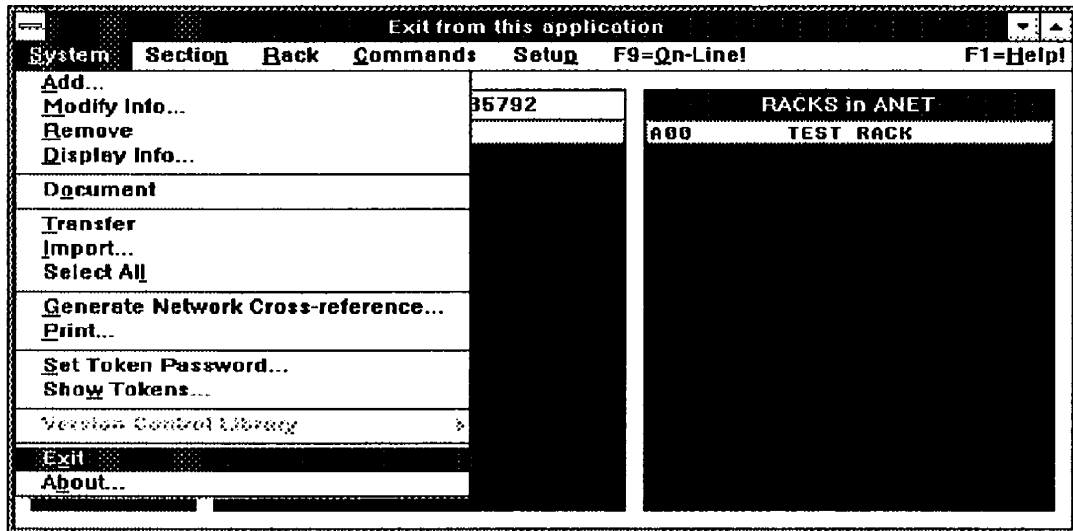 Exit from this application
System Section Rack Commands Setup F9=On-Line! F1=Help!
Add...
Modify Info...
Remove
Display Info...
Document
Transfer
Import...
Select All
Generate Network Cross-reference...
Print...
Set Token Password...
Show Tokens...
Version Control Library
Exit
About...
35792
RACKS in ANET
A00 TEST RACK